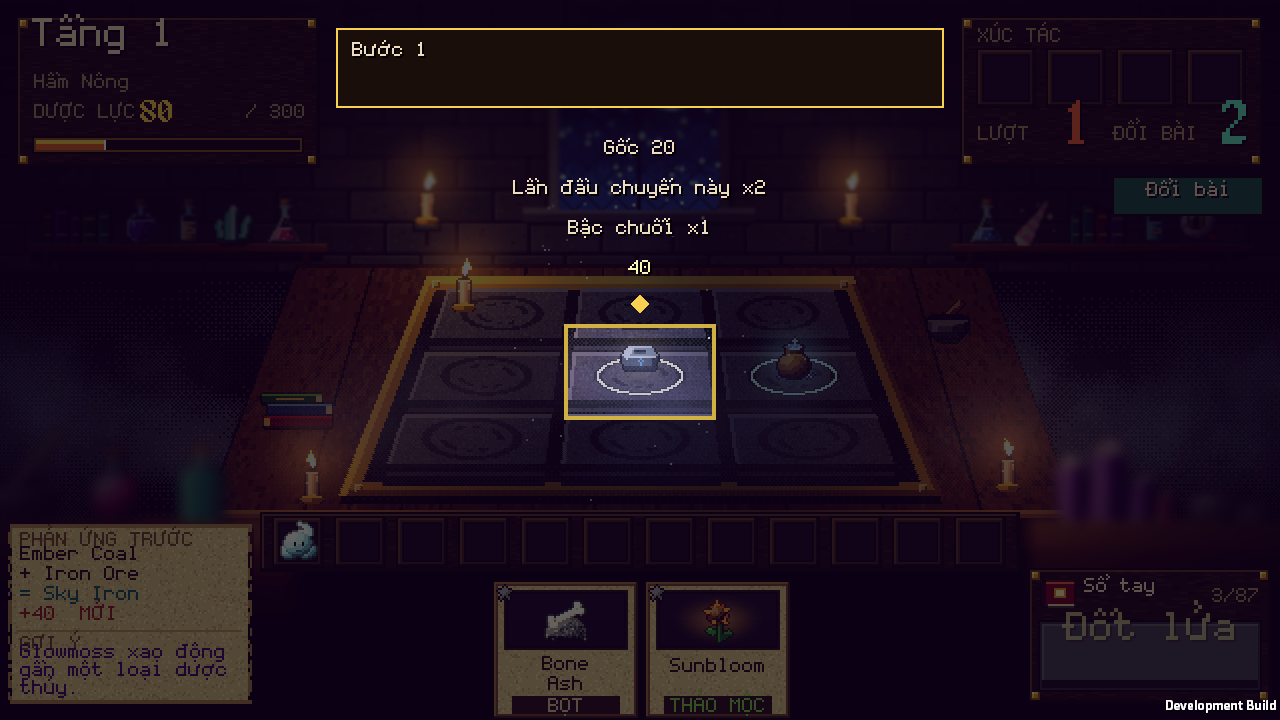 Tầng 1
Hầm Nông
DƯỢC LỰC 80 / 300
Bước 1
XÚC TÁC
LƯỢT 1 ĐỔI BÀI 2
Đổi bài
Gốc 20
Lần đầu chuyến này x2
Bậc chuỗi x1
40
PHẢN ỨNG TRƯỚC
Ember Coal
+ Iron Ore
= Sky Iron
+40 MỚI
GỢI Ý
Glowmoss xao động
gần một loại dược
thủy.
Bone
Ash
BỘT
Sunbloom
THẢO MỘC
Sổ tay
3/87
Đốt lửa
Development Build